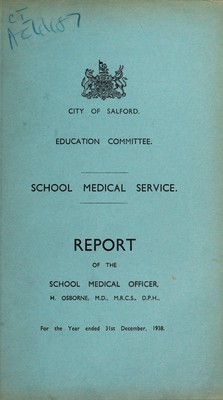 CITY OF SALFORD.
EDUCATION COMMITTEE.
SCHOOL MEDICAL SERVICE.
REPORT
OF THE
SCHOOL MEDICAL OFFICER,
H. OSBORNE, M.D., M.R.C.S., D.P.H.,
For the Year ended 31st December, 1938.